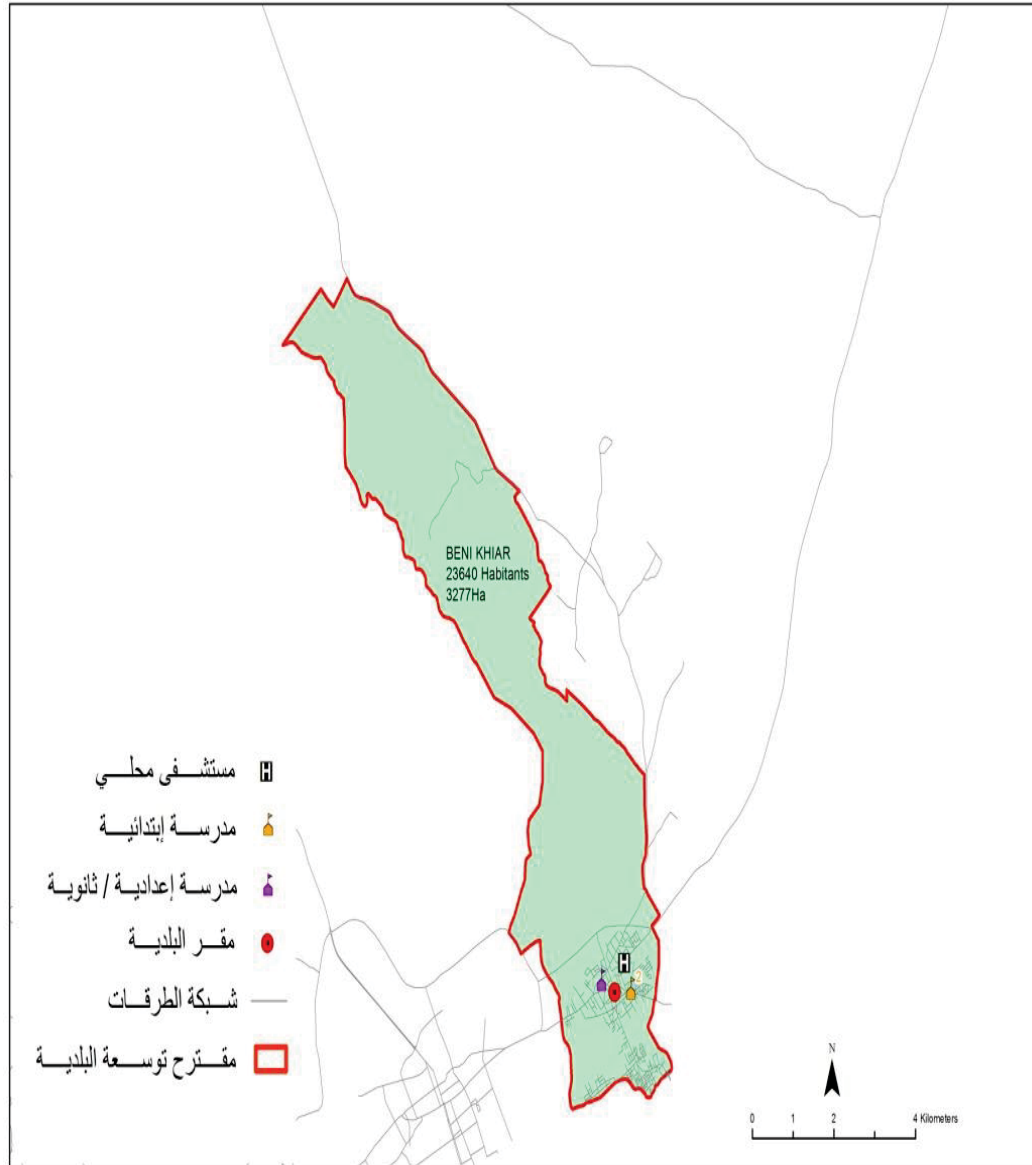 BENI KHIAR
23640 Habitants
3277Ha
2
مستشفى محلي
مدرسة إبتدائية
مدرسة إعدادية / ثانوية
مقر البلدية
شبكة الطرقات
مقترح توسعة البلدية
N
0 1 2 4 Kilometers